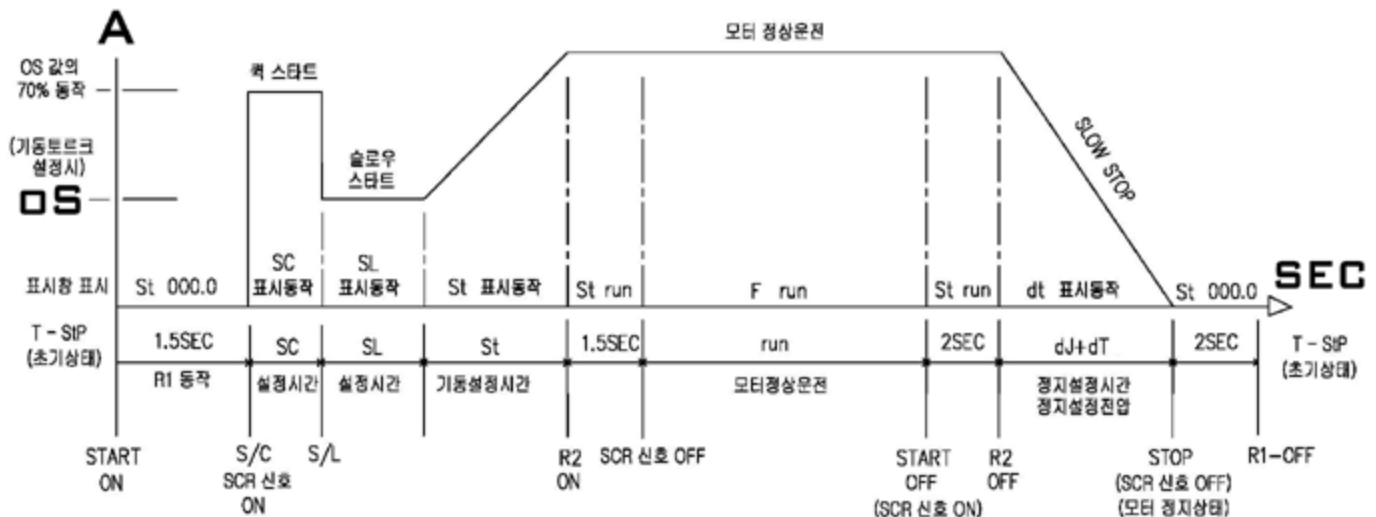 A
OS 값의
70% 동작
퀵 스타트
모터 정상운전
(기동토르크
설정시)
슬로우
스타트
oS
SLOW STOP
표시창 표시
St 000.0
SC
표시동작
SL
표시동작
St 표시동작
St run
F run
St run
dt 표시동작
St 000.0
SEC
T - StP
(초기상태)
1.5SEC
SC
SL
St
1.5SEC
run
2SEC
dJ+dT
2SEC
T - StP
(초기상태)
R1 동작
설정시간
설정시간
기동설정시간
모터정상운전
정지설정시간
정지설정전압
START
ON
S/C
SCR 신호
ON
S/L
R2
ON
SCR 신호 OFF
START
OFF
(SCR 신호 ON)
R2
OFF
STOP
(SCR 신호 OFF)
(모터 정지상태)
R1-OFF